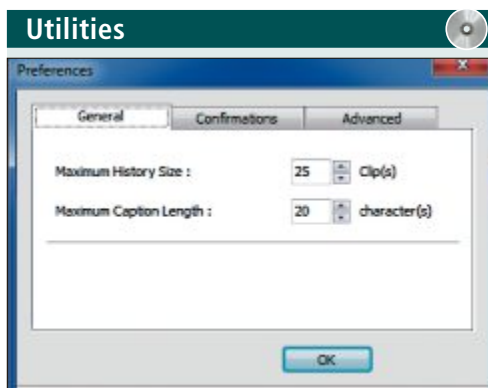 Utilities
Preferences
General Confirmations Advanced
Maximum History Size : 25 Clip(s)
Maximum Caption Length : 20 character(s)
OK